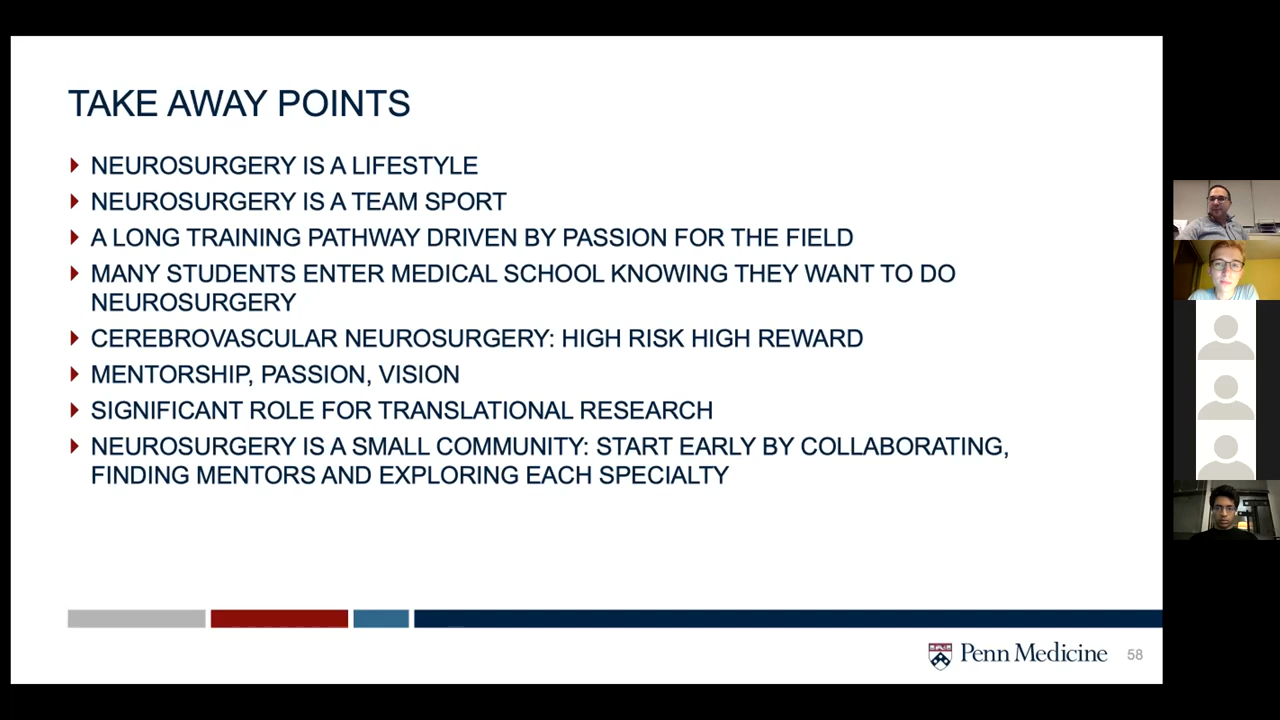 TAKE AWAY POINTS
NEUROSURGERY IS A LIFESTYLE
NEUROSURGERY IS A TEAM SPORT
A LONG TRAINING PATHWAY DRIVEN BY PASSION FOR THE FIELD
MANY STUDENTS ENTER MEDICAL SCHOOL KNOWING THEY WANT TO DO
NEUROSURGERY
CEREBROVASCULAR NEUROSURGERY: HIGH RISK HIGH REWARD
MENTORSHIP, PASSION, VISION
SIGNIFICANT ROLE FOR TRANSLATIONAL RESEARCH
NEUROSURGERY IS A SMALL COMMUNITY: START EARLY BY COLLABORATING,
FINDING MENTORS AND EXPLORING EACH SPECIALTY
Penn Medicine 58